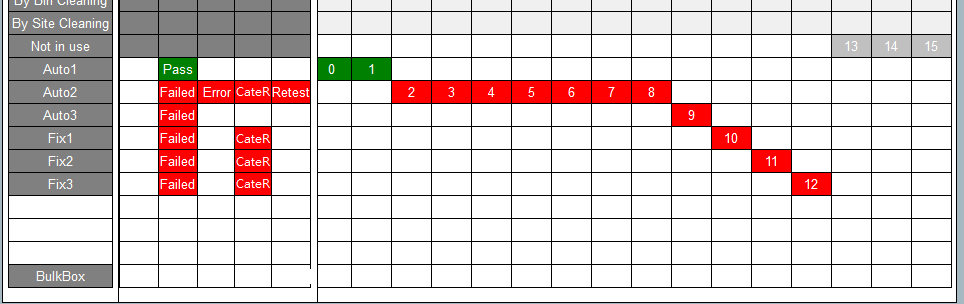 By Bin Cleaning
By Site Cleaning
Not in use 13 14 15
Auto1 Pass 0 1
Auto2 Failed Error CateR Retest 2 3 4 5 6 7 8
Auto3 Failed 9
Fix1 Failed CateR 10
Fix2 Failed CateR 11
Fix3 Failed CateR 12
BulkBox